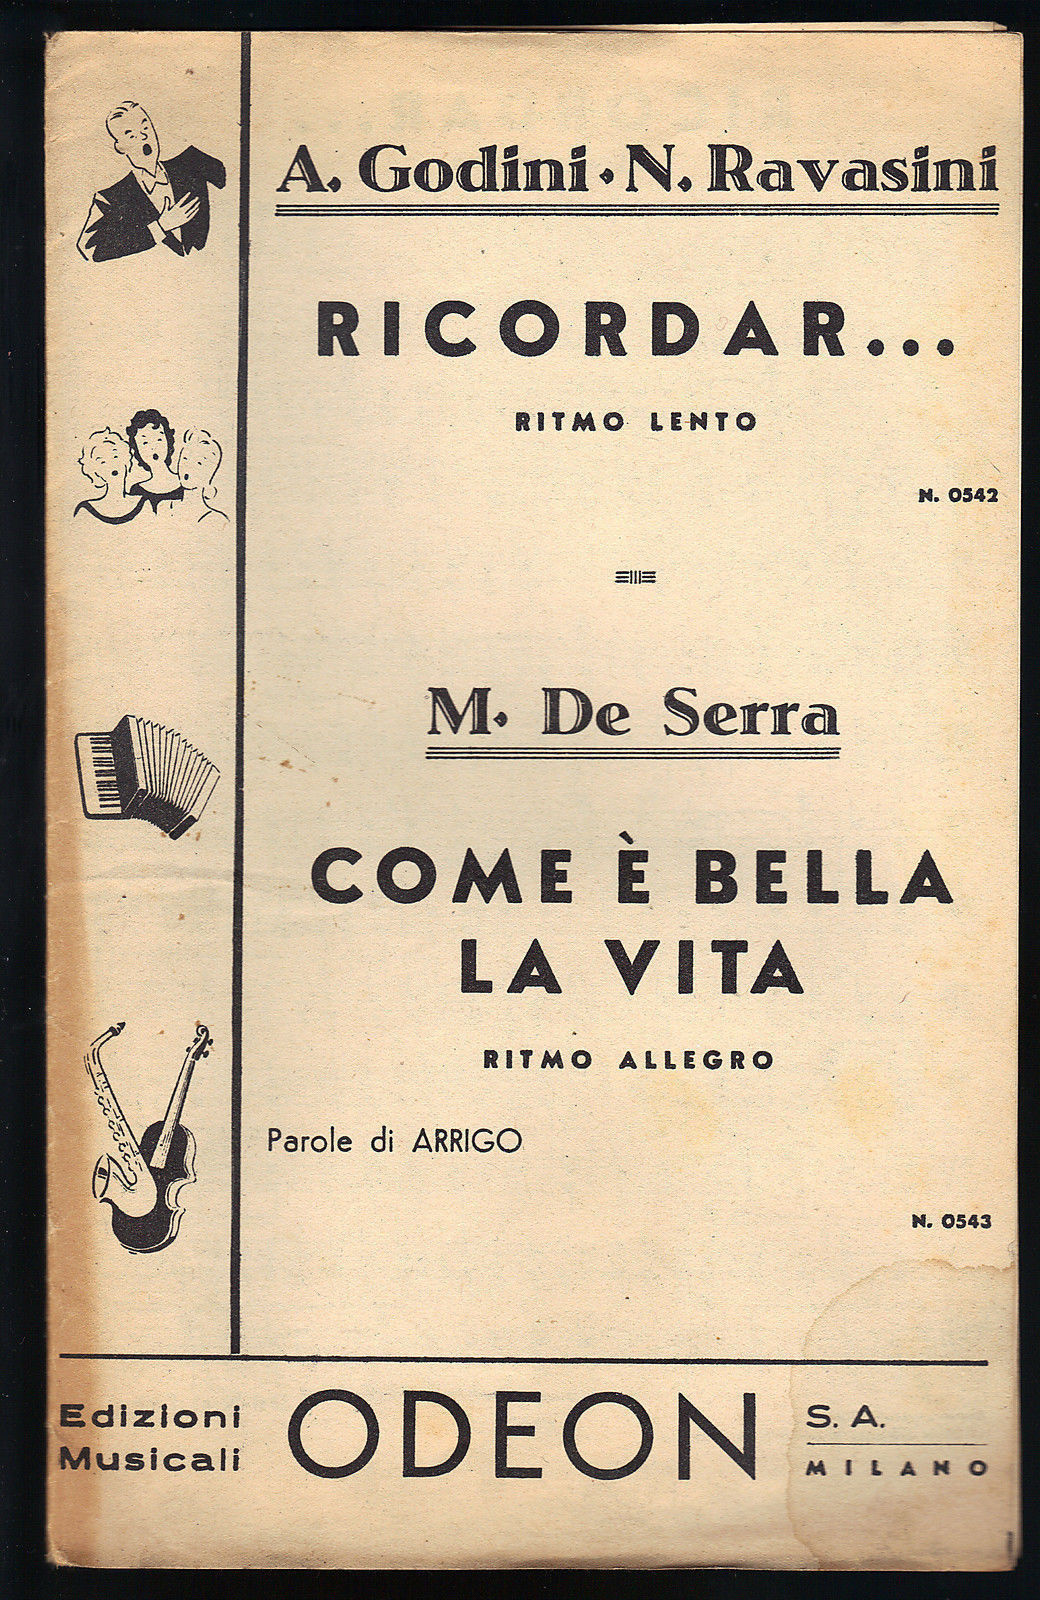 A. Godini · N. Ravasini
RICORDAR...
RITMO LENTO
N. 0542
M. De Serra
COME È BELLA
LA VITA
RITMO ALLEGRO
Parole di ARRIGO
N. 0543
Edizioni
Musicali
ODEON
S. A.
MILANO